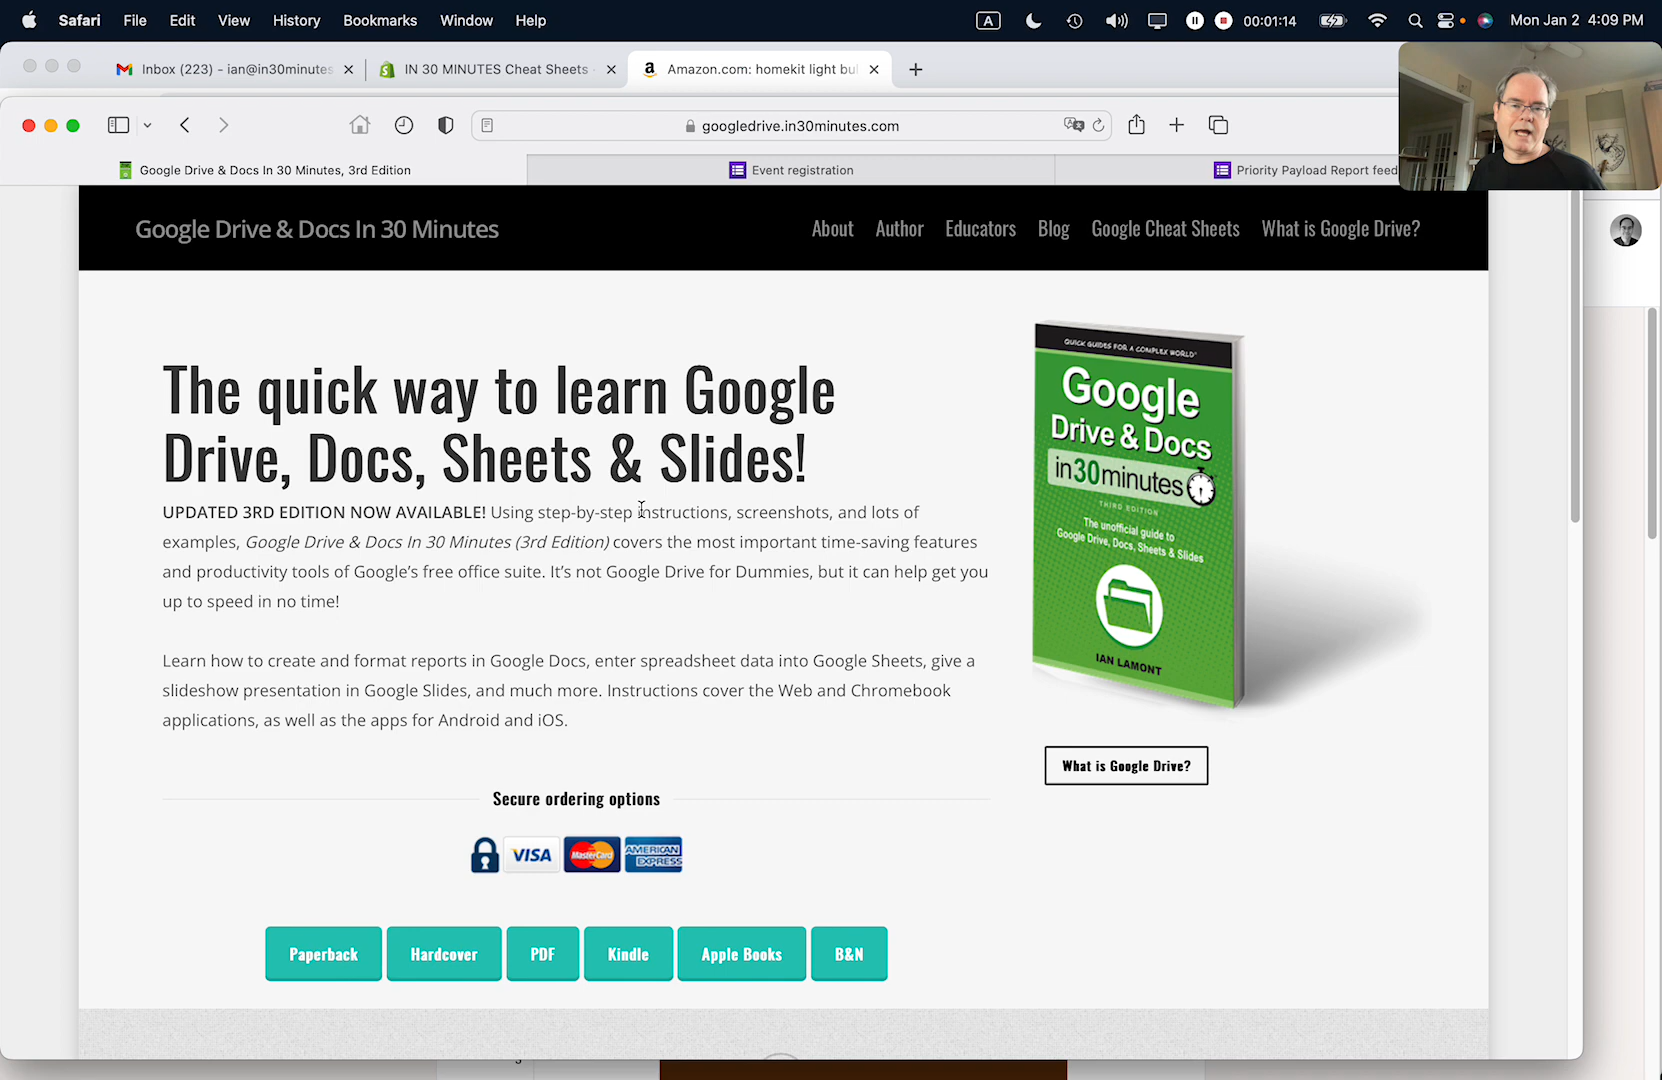 Safari File Edit View History Bookmarks Window Help
A 00:01:14 Mon Jan 2 4:09 PM
Inbox (223) - ian@in30minutes
IN 30 MINUTES Cheat Sheets
a Amazon.com: homekit light bul
googledrive.in30minutes.com
Google Drive & Docs In 30 Minutes, 3rd Edition
Event registration
Priority Payload Report feed
Google Drive & Docs In 30 Minutes
About Author Educators Blog Google Cheat Sheets What is Google Drive?
The quick way to learn Google
Drive, Docs, Sheets & Slides!
UPDATED 3RD EDITION NOW AVAILABLE! Using step-by-step instructions, screenshots, and lots of
examples, Google Drive & Docs In 30 Minutes (3rd Edition) covers the most important time-saving features
and productivity tools of Google's free office suite. It's not Google Drive for Dummies, but it can help get you
up to speed in no time!
Learn how to create and format reports in Google Docs, enter spreadsheet data into Google Sheets, give a
slideshow presentation in Google Slides, and much more. Instructions cover the Web and Chromebook
applications, as well as the apps for Android and iOS.
QUICK GUIDES FOR A COMPLEX WORLD®
Google
Drive & Docs
in30minutes
THIRD EDITION
The unofficial guide to
Google Drive, Docs, Sheets & Slides
IAN LAMONT
What is Google Drive?
Secure ordering options
VISA MasterCard AMERICAN EXPRESS
Paperback Hardcover PDF Kindle Apple Books B&N